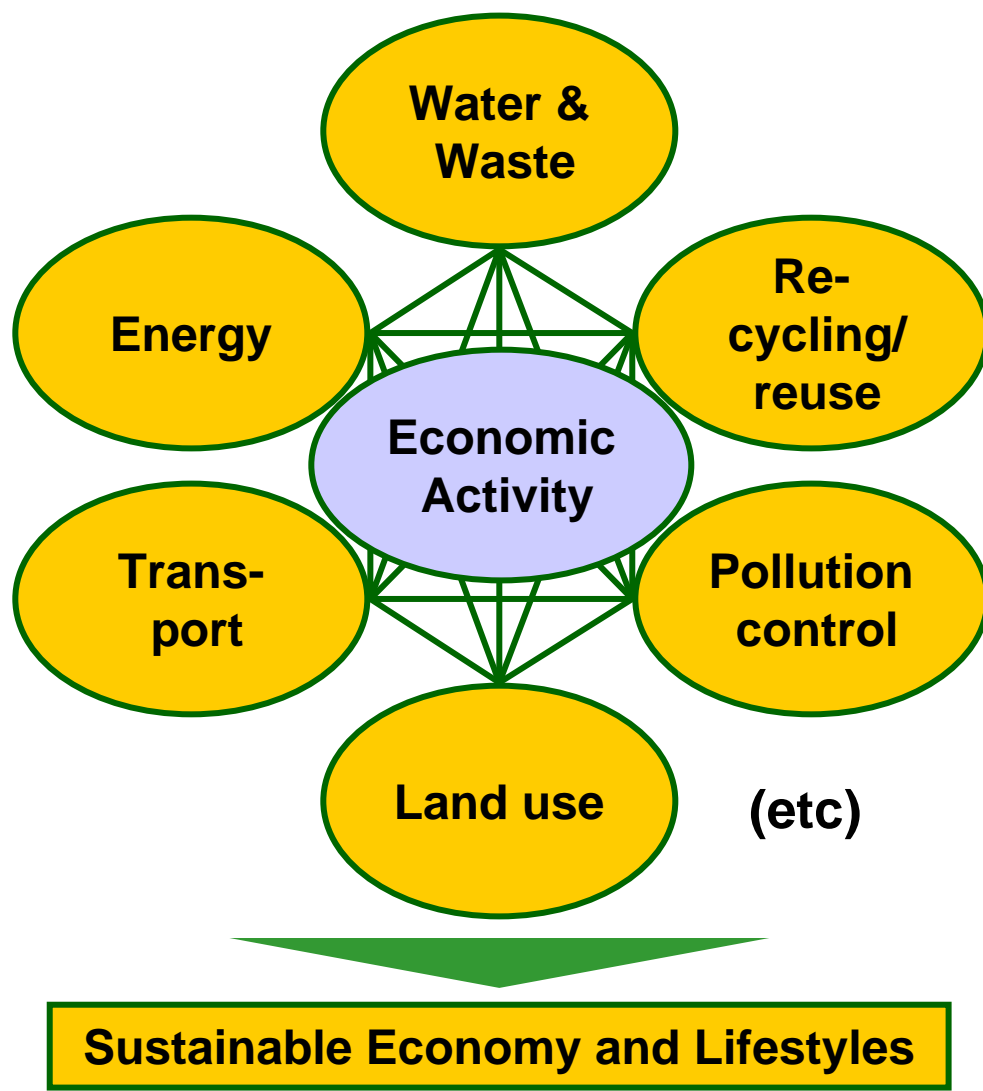 Water &
Waste
Energy
Re-
cycling/
reuse
Economic
Activity
Trans-
port
Pollution
control
Land use
(etc)
Sustainable Economy and Lifestyles